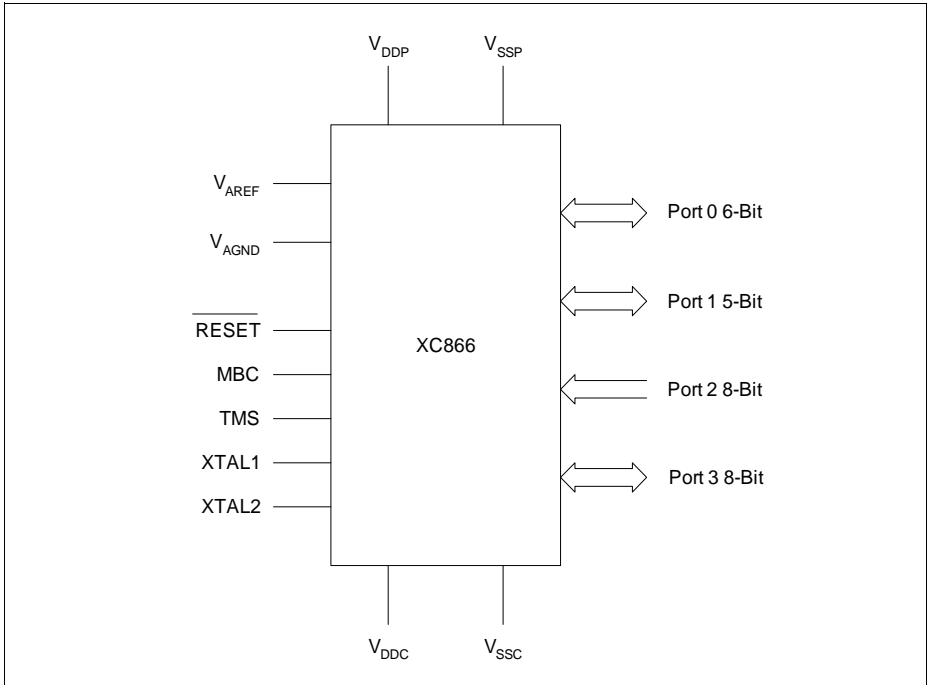 VDDP
VSSP
VAREF
VAGND
RESET
MBC
TMS
XTAL1
XTAL2
XC866
Port 0 6-Bit
Port 1 5-Bit
Port 2 8-Bit
Port 3 8-Bit
VDDC
VSSC